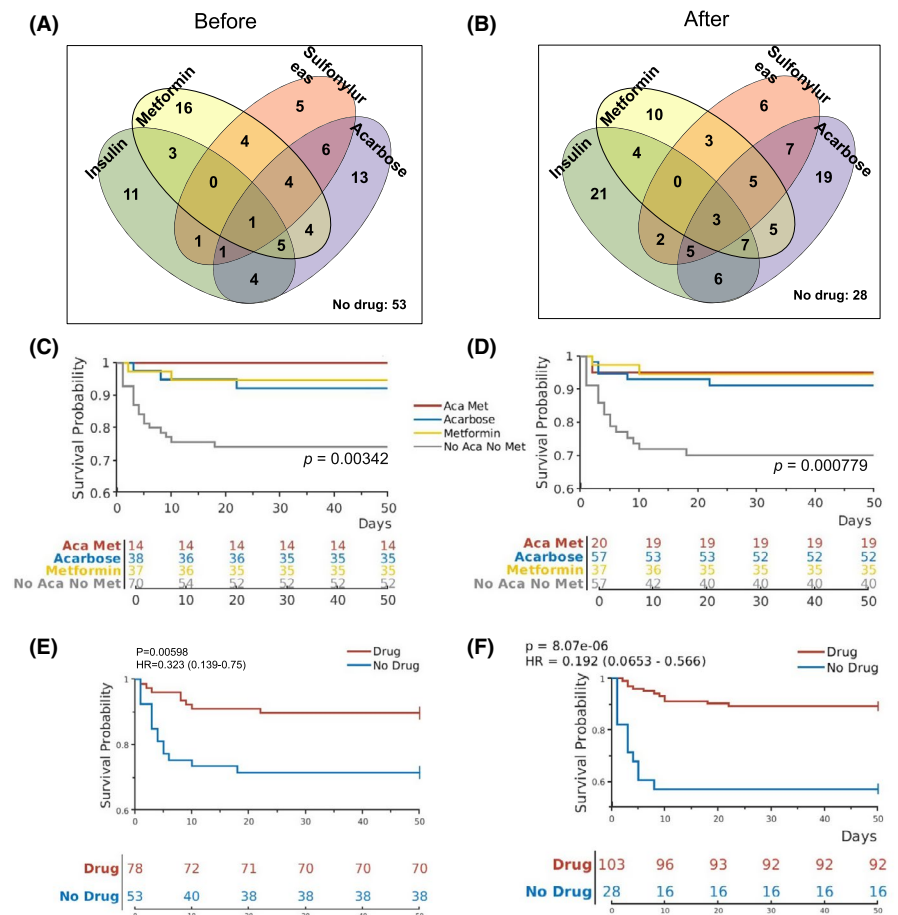 (A)
Before
Insulin
Metformin
Sulfonylur
eas
Acarbose
16
5
4
3
6
13
0
4
11
1
4
1
1
5
4
No drug: 53
(B)
After
Insulin
Metformin
Sulfonylur
eas
Acarbose
10
6
3
4
7
19
0
5
21
3
5
2
5
7
6
No drug: 28
(C)
Survival Probability
1
0.9
0.8
0.7
0.6
p = 0.00342
0 10 20 30 40 50
Days
Aca Met
Acarbose
Metformin
No Aca No Met
Aca Met 14 14 14 14 14 14
Acarbose 38 36 36 35 35 35
Metformin 37 36 35 35 35 35
No Aca No Met 70 54 52 52 52 52
0 10 20 30 40 50
(D)
Survival Probability
1
0.9
0.8
0.7
0.6
p = 0.000779
0 10 20 30 40 50
Days
Aca Met 20 19 19 19 19 19
Acarbose 57 53 53 52 52 52
Metformin 37 36 35 35 35 35
No Aca No Met 57 42 40 40 40 40
0 10 20 30 40 50
(E)
P=0.00598
HR=0.323 (0.139-0.75)
Drug
No Drug
Survival Probability
1
0.8
0.6
0 10 20 30 40 50
Drug 78 72 71 70 70 70
No Drug 53 40 38 38 38 38
0 10 20 30 40 50
(F)
p = 8.07e-06
HR = 0.192 (0.0653 - 0.566)
Drug
No Drug
Survival Probability
1
0.8
0.6
0 10 20 30 40 50
Days
Drug 103 96 93 92 92 92
No Drug 28 16 16 16 16 16
0 10 20 30 40 50